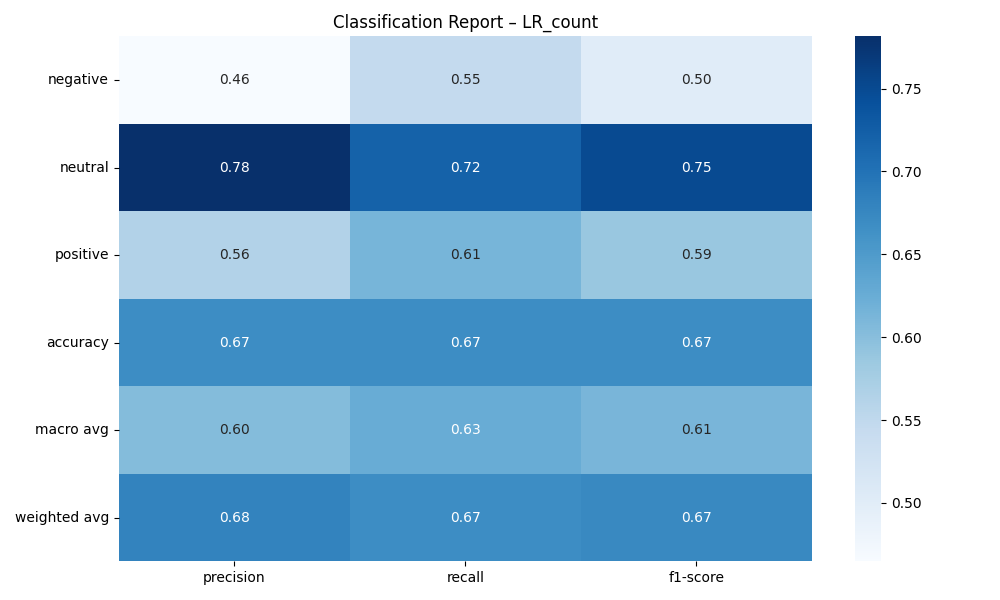 Classification Report – LR_count
negative 0.46 0.55 0.50
neutral 0.78 0.72 0.75
positive 0.56 0.61 0.59
accuracy 0.67 0.67 0.67
macro avg 0.60 0.63 0.61
weighted avg 0.68 0.67 0.67
precision recall f1-score
0.75
0.70
0.65
0.60
0.55
0.50